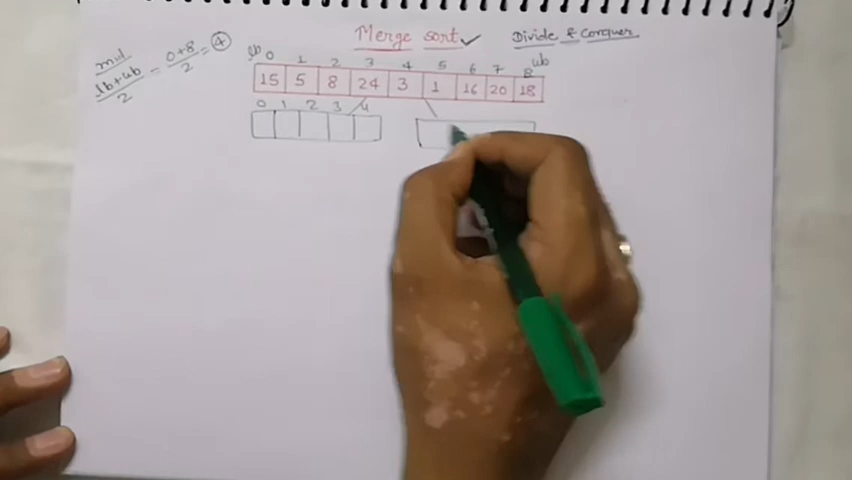 Merge sort✓ Divide & Conquer
mid
lb+ub/2 = 0+8/2 = 4
lb 0 1 2 3 4 5 6 7 8 ub
15 5 8 24 3 1 16 20 18
0 1 2 3 4